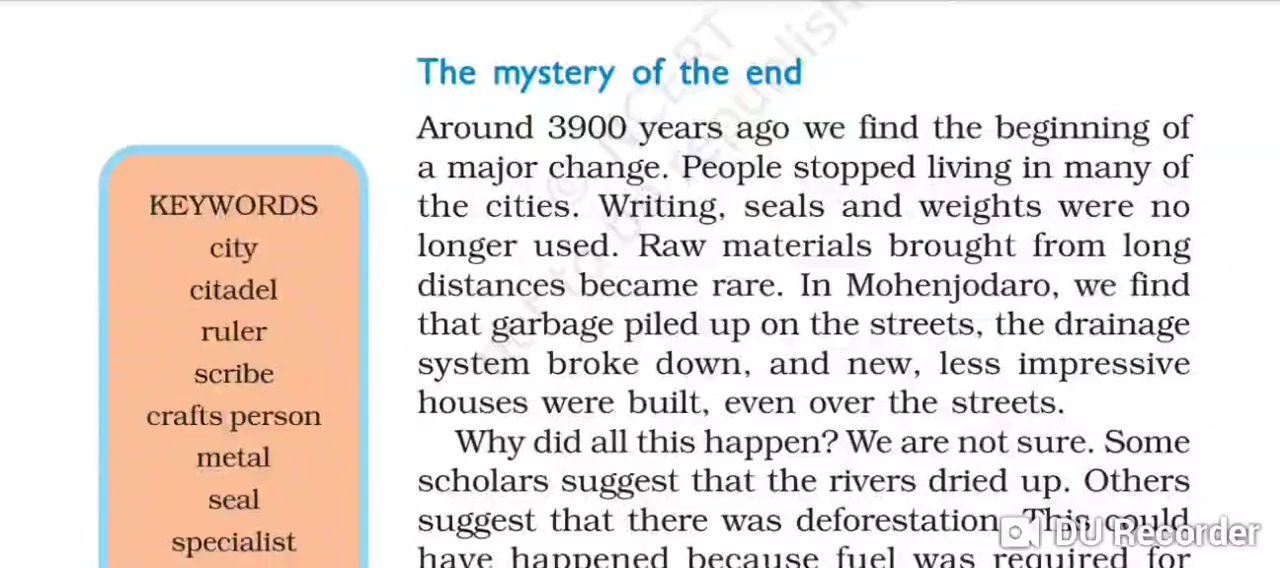 The mystery of the end
Around 3900 years ago we find the beginning of
a major change. People stopped living in many of
the cities. Writing, seals and weights were no
longer used. Raw materials brought from long
distances became rare. In Mohenjodaro, we find
that garbage piled up on the streets, the drainage
system broke down, and new, less impressive
houses were built, even over the streets.
Why did all this happen? We are not sure. Some
scholars suggest that the rivers dried up. Others
suggest that there was deforestation. This could
have happened because fuel was required for
KEYWORDS
city
citadel
ruler
scribe
crafts person
metal
seal
specialist
© NCERT
not to be republish
DU Recorder